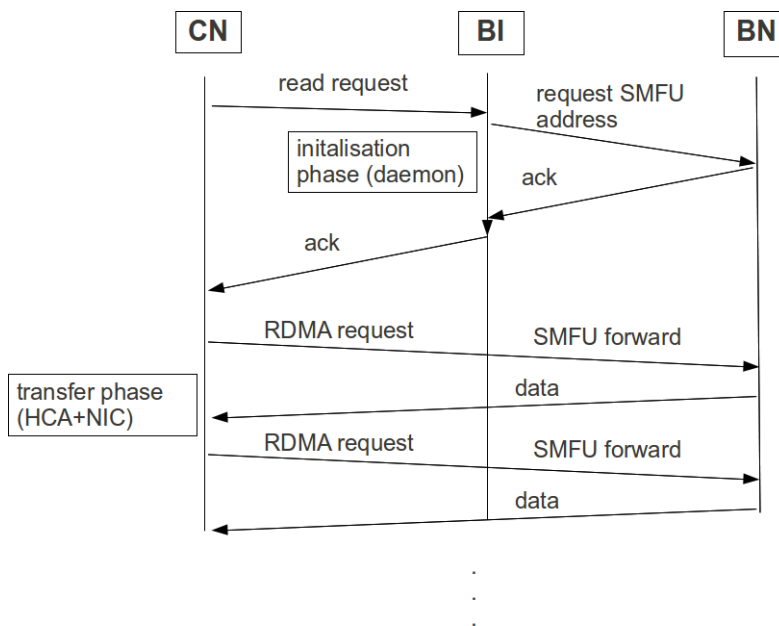 CN
BI
BN
read request
request SMFU
address
initalisation
phase (daemon)
ack
ack
RDMA request
SMFU forward
transfer phase
(HCA+NIC)
data
RDMA request
SMFU forward
data
.
.
.